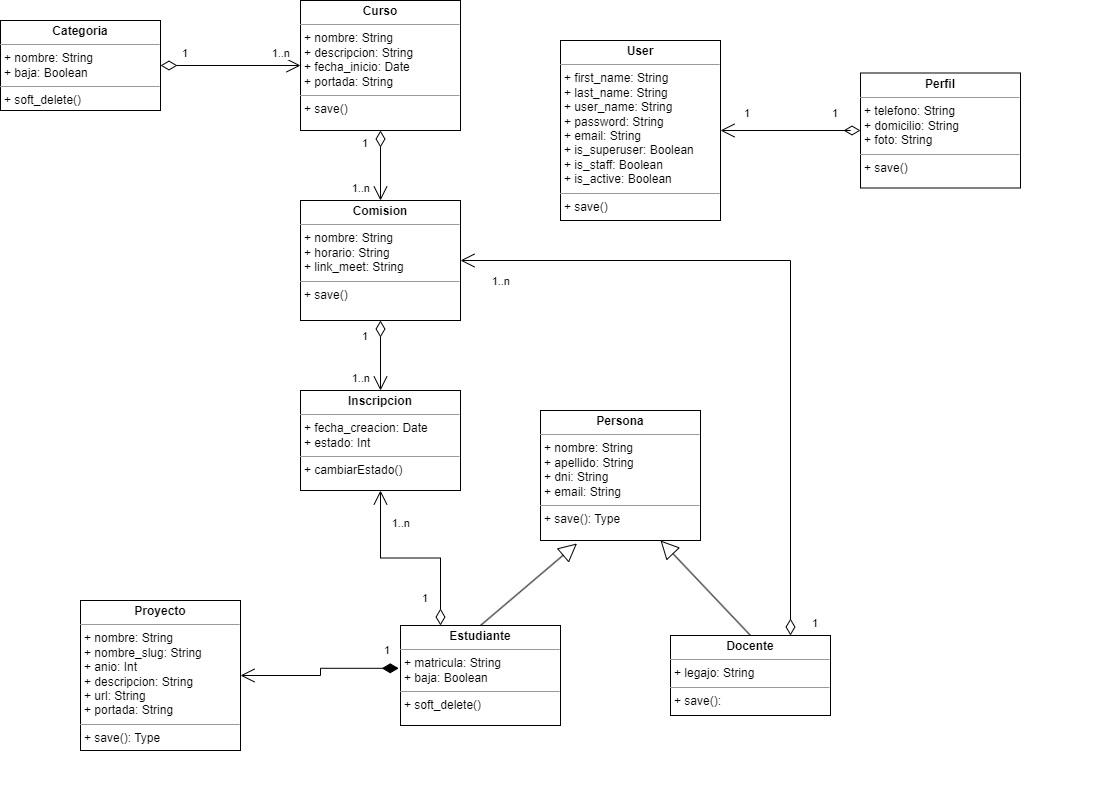 Categoria
+ nombre: String
+ baja: Boolean
+ soft_delete()
1
1..n
Curso
+ nombre: String
+ descripcion: String
+ fecha_inicio: Date
+ portada: String
+ save()
1
1..n
User
+ first_name: String
+ last_name: String
+ user_name: String
+ password: String
+ email: String
+ is_superuser: Boolean
+ is_staff: Boolean
+ is_active: Boolean
+ save()
1
1
Perfil
+ telefono: String
+ domicilio: String
+ foto: String
+ save()
Comision
+ nombre: String
+ horario: String
+ link_meet: String
+ save()
1..n
1
1..n
Inscripcion
+ fecha_creacion: Date
+ estado: Int
+ cambiarEstado()
1..n
Persona
+ nombre: String
+ apellido: String
+ dni: String
+ email: String
+ save(): Type
1
1
Proyecto
+ nombre: String
+ nombre_slug: String
+ anio: Int
+ descripcion: String
+ url: String
+ portada: String
+ save(): Type
1
Estudiante
+ matricula: String
+ baja: Boolean
+ soft_delete()
Docente
+ legajo: String
+ save():